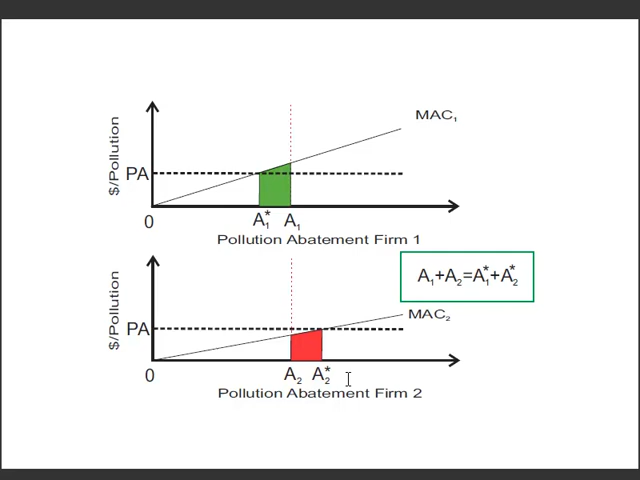 MAC₁
$/Pollution
PA
0
A₁* A₁
Pollution Abatement Firm 1
A₁+A₂=A₁*+A₂*
MAC₂
$/Pollution
PA
0
A₂ A₂*
Pollution Abatement Firm 2